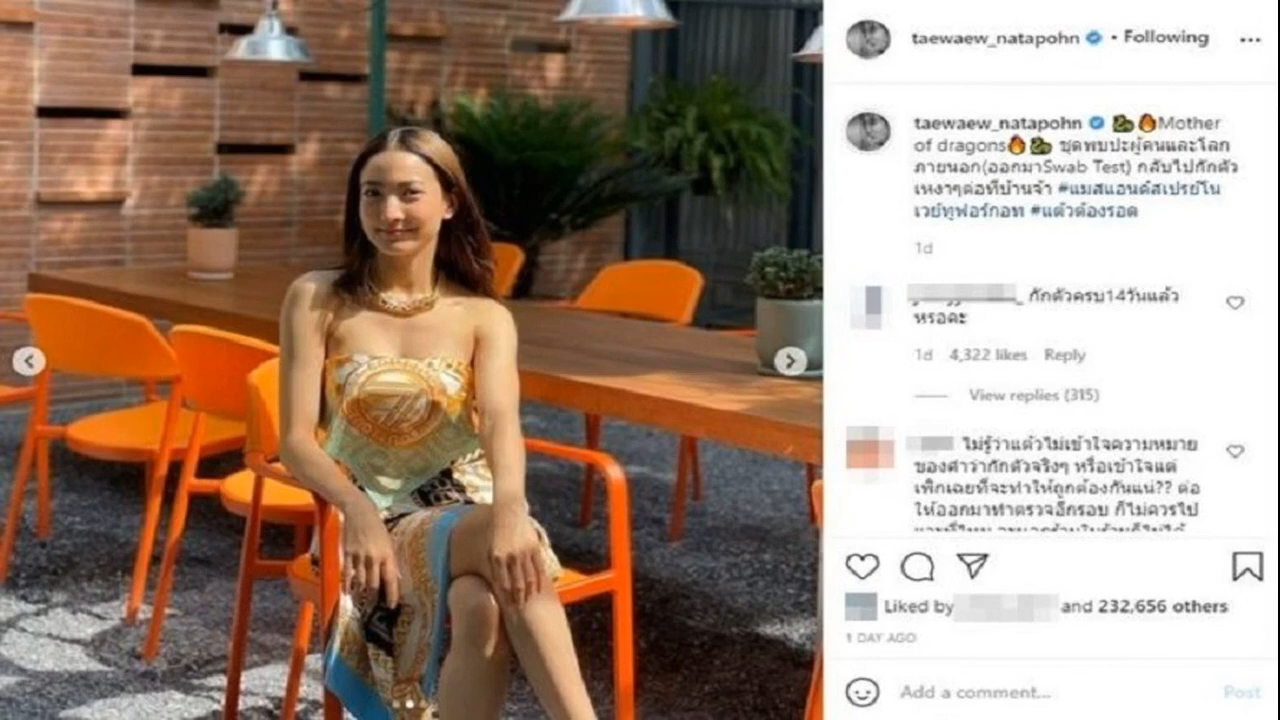 taewaew_natapohn • Following
taewaew_natapohn Mother
of dragons ชุดพบปะผู้คนและโลก
ภายนอก(ออกมาSwab Test) กลับไปกักตัว
เหงาๆต่อที่บ้านจ้า #แมสแอนด์สเปรย์โน
เวย์ทูฟอร์กอท #แต้วต้องรอด
1d
กักตัวครบ14วันแล้ว
หรอคะ
1d 4,322 likes Reply
View replies (315)
ไม่รู้ว่าแต้วไม่เข้าใจความหมาย
ของคำว่ากักตัวจริงๆ หรือเข้าใจแต่
เพิกเฉยที่จะทำให้ถูกต้องกันแน่?? ต่อ
ให้ออกมาทำตรวจอีกรอบ ก็ไม่ควรไป
Liked by and 232,656 others
1 DAY AGO
Add a comment... Post